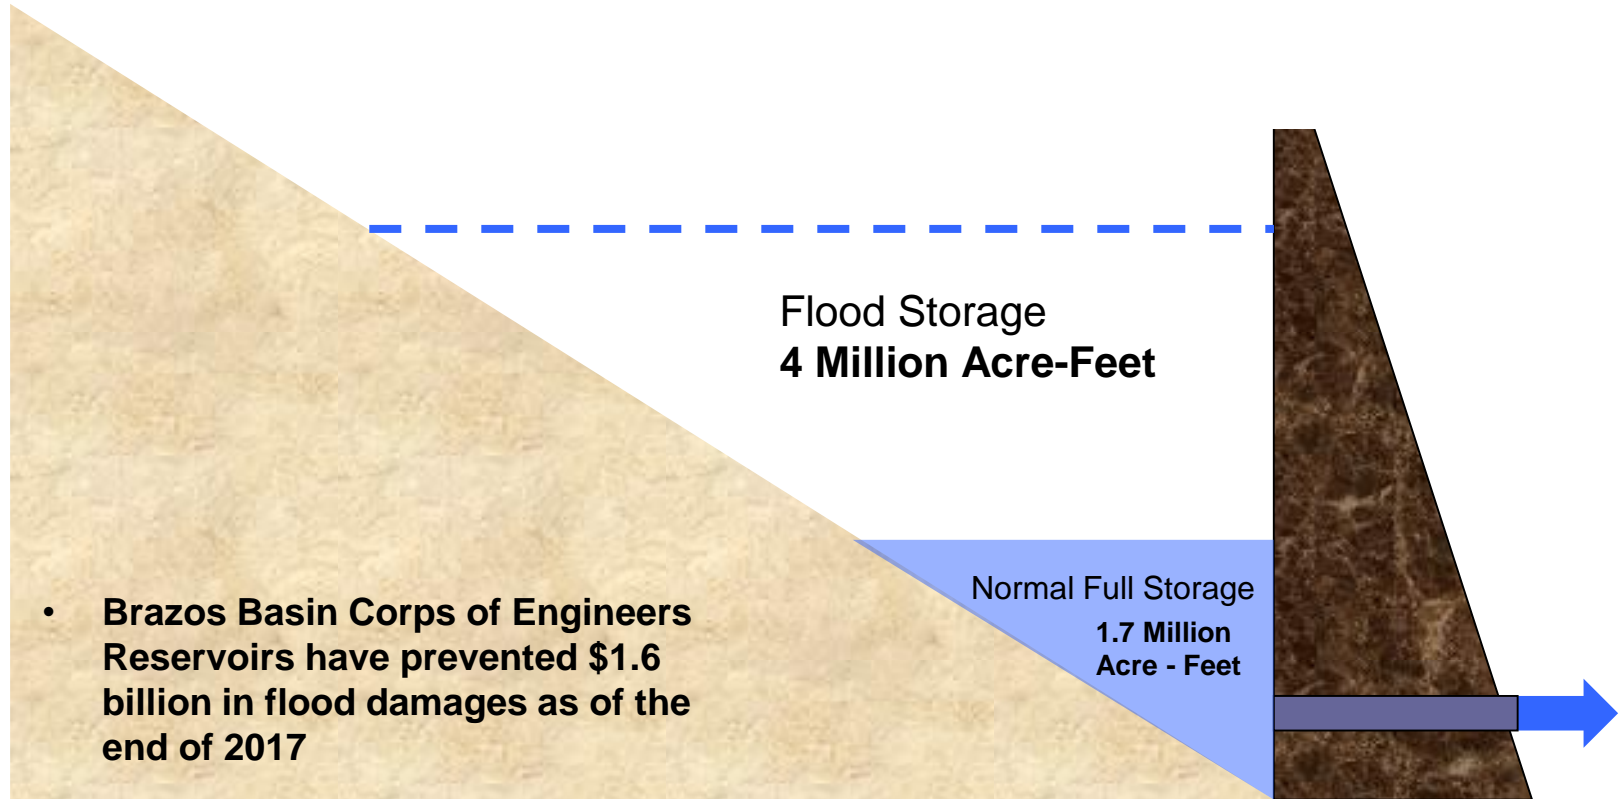 Flood Storage
4 Million Acre-Feet
Normal Full Storage
1.7 Million
Acre - Feet
• Brazos Basin Corps of Engineers
Reservoirs have prevented $1.6
billion in flood damages as of the
end of 2017